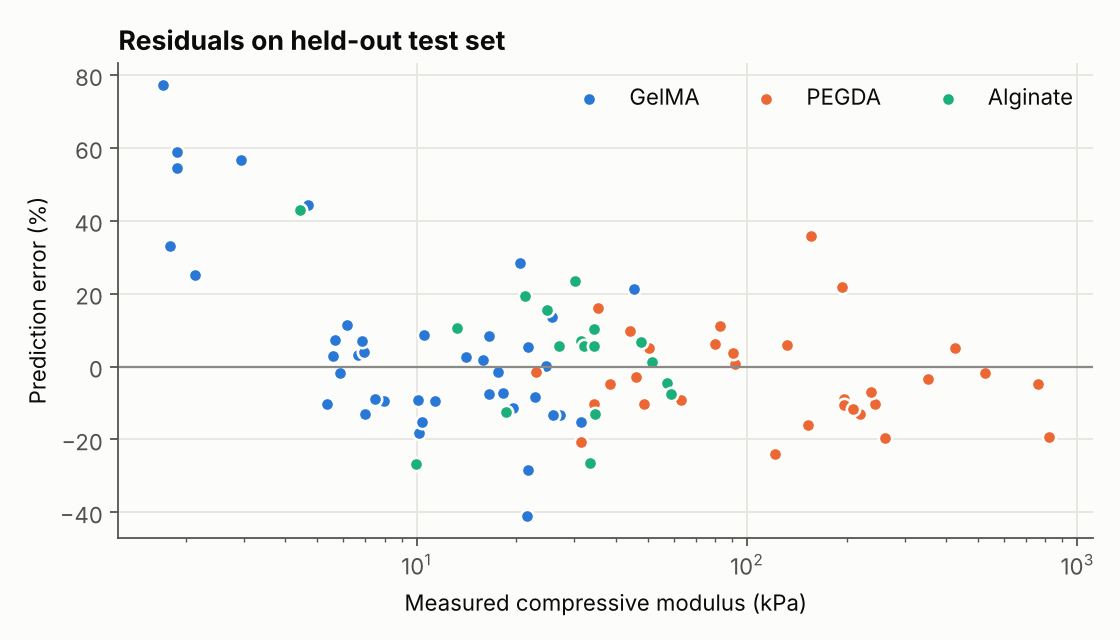 Residuals on held-out test set
GelMA PEGDA Alginate
80
60
40
20
0
−20
−40
Prediction error (%)
10¹ 10² 10³
Measured compressive modulus (kPa)